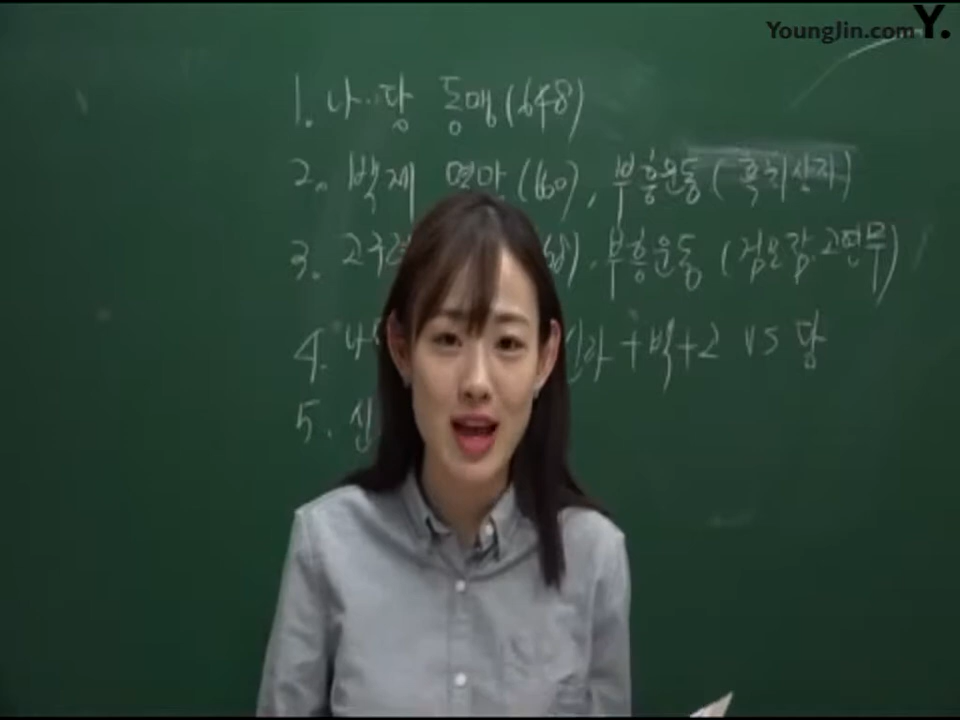 YoungJin.com Y.
1. 나·당 동맹(648)
2. 백제 멸망(660), 부흥운동(흑치상지)
3. 고구려 68), 부흥운동 (검모잠, 고연무)
4. 나 신라+백+고 vs 당
5. 신